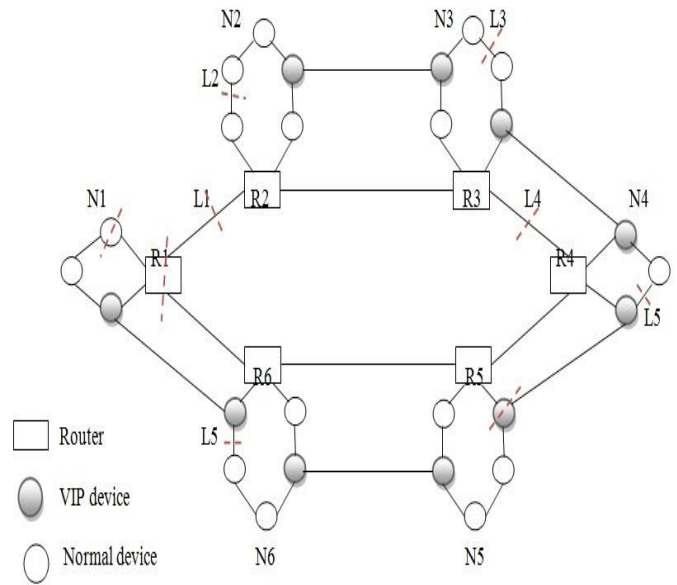 N2
N3
L3
L2
N1
L1
R2
R3
L4
N4
R1
R4
L5
R6
R5
L5
Router
VIP device
Normal device
N6
N5